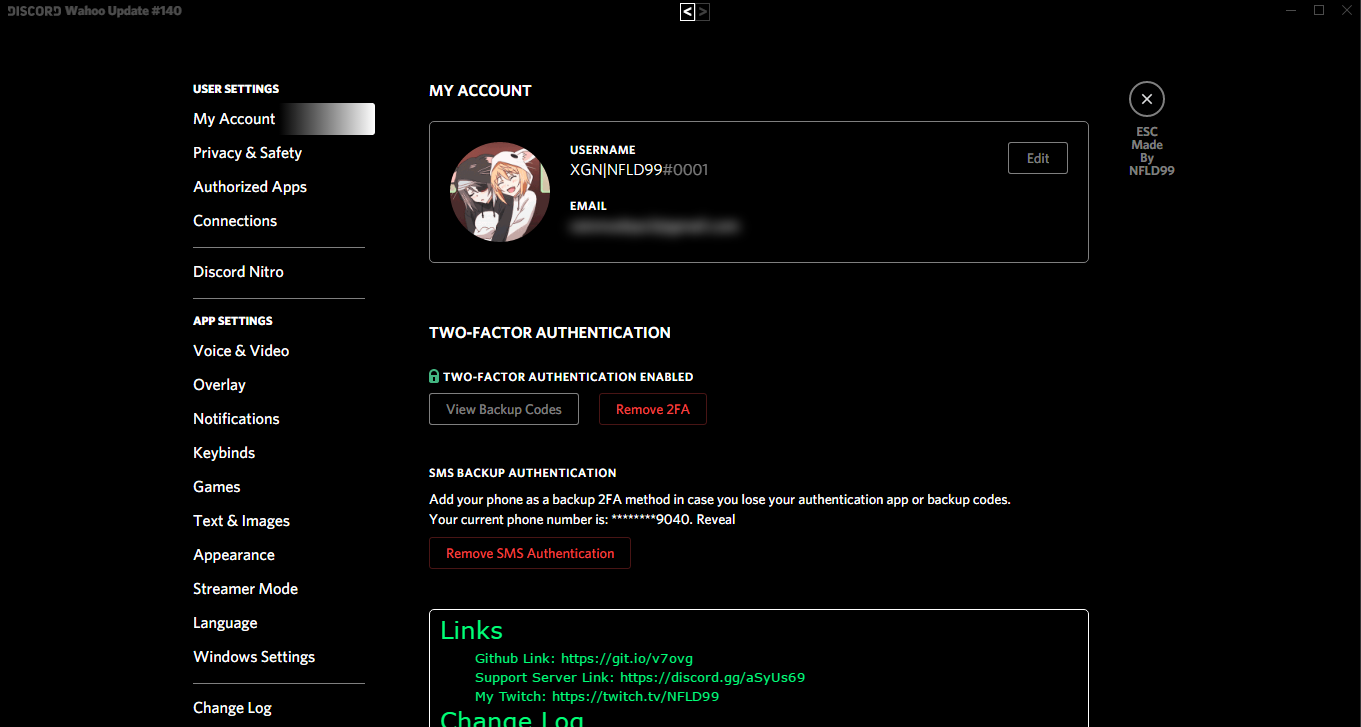 DISCORD Wahoo Update #140
< >
USER SETTINGS
My Account
Privacy & Safety
Authorized Apps
Connections
Discord Nitro
APP SETTINGS
Voice & Video
Overlay
Notifications
Keybinds
Games
Text & Images
Appearance
Streamer Mode
Language
Windows Settings
Change Log
MY ACCOUNT
USERNAME
XGN|NFLD99#0001
Edit
EMAIL
TWO-FACTOR AUTHENTICATION
TWO-FACTOR AUTHENTICATION ENABLED
View Backup Codes
Remove 2FA
SMS BACKUP AUTHENTICATION
Add your phone as a backup 2FA method in case you lose your authentication app or backup codes.
Your current phone number is: ********9040. Reveal
Remove SMS Authentication
Links
Github Link: https://git.io/v7ovg
Support Server Link: https://discord.gg/aSyUs69
My Twitch: https://twitch.tv/NFLD99
Change Log
ESC
Made
By
NFLD99